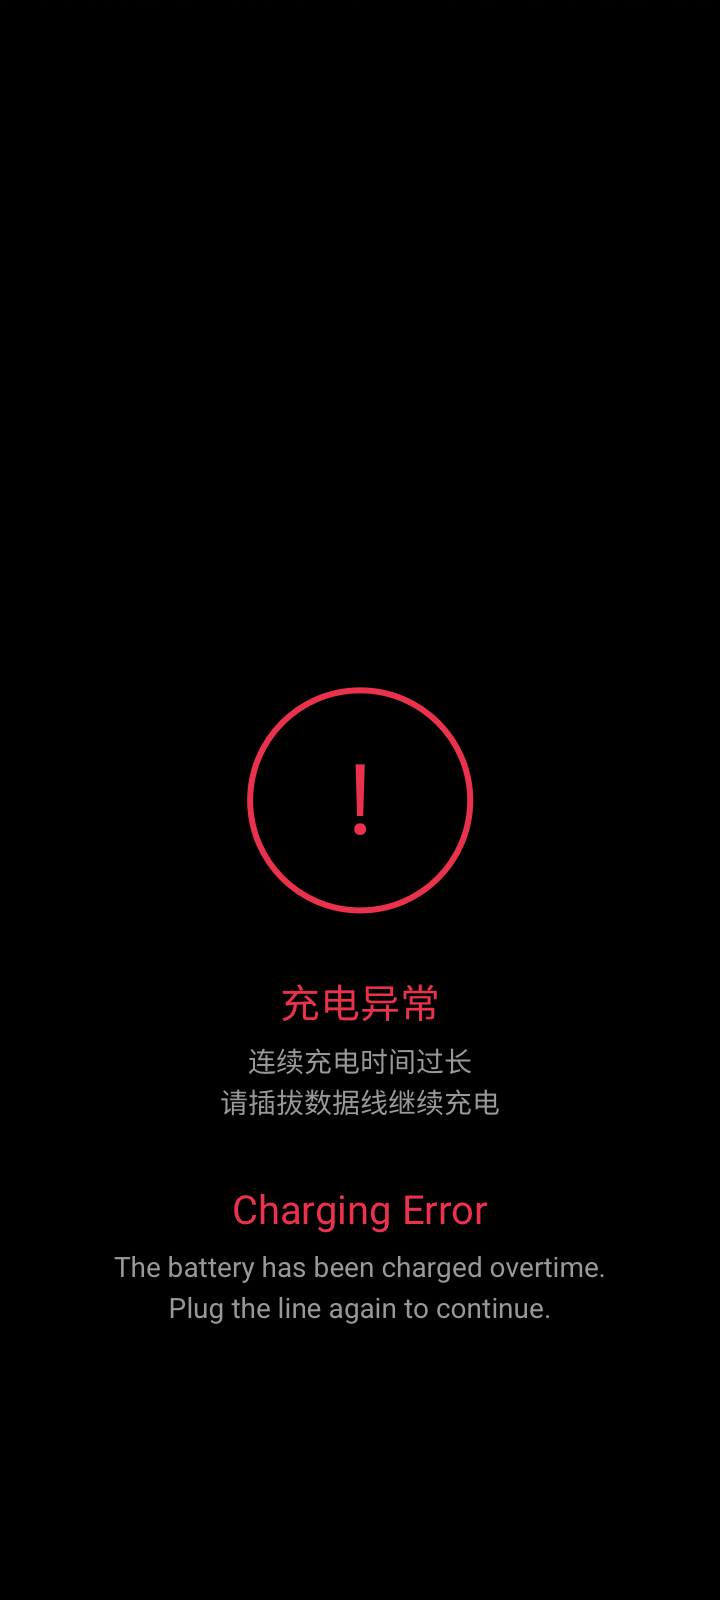 !
充电异常
连续充电时间过长
请插拔数据线继续充电
Charging Error
The battery has been charged overtime.
Plug the line again to continue.